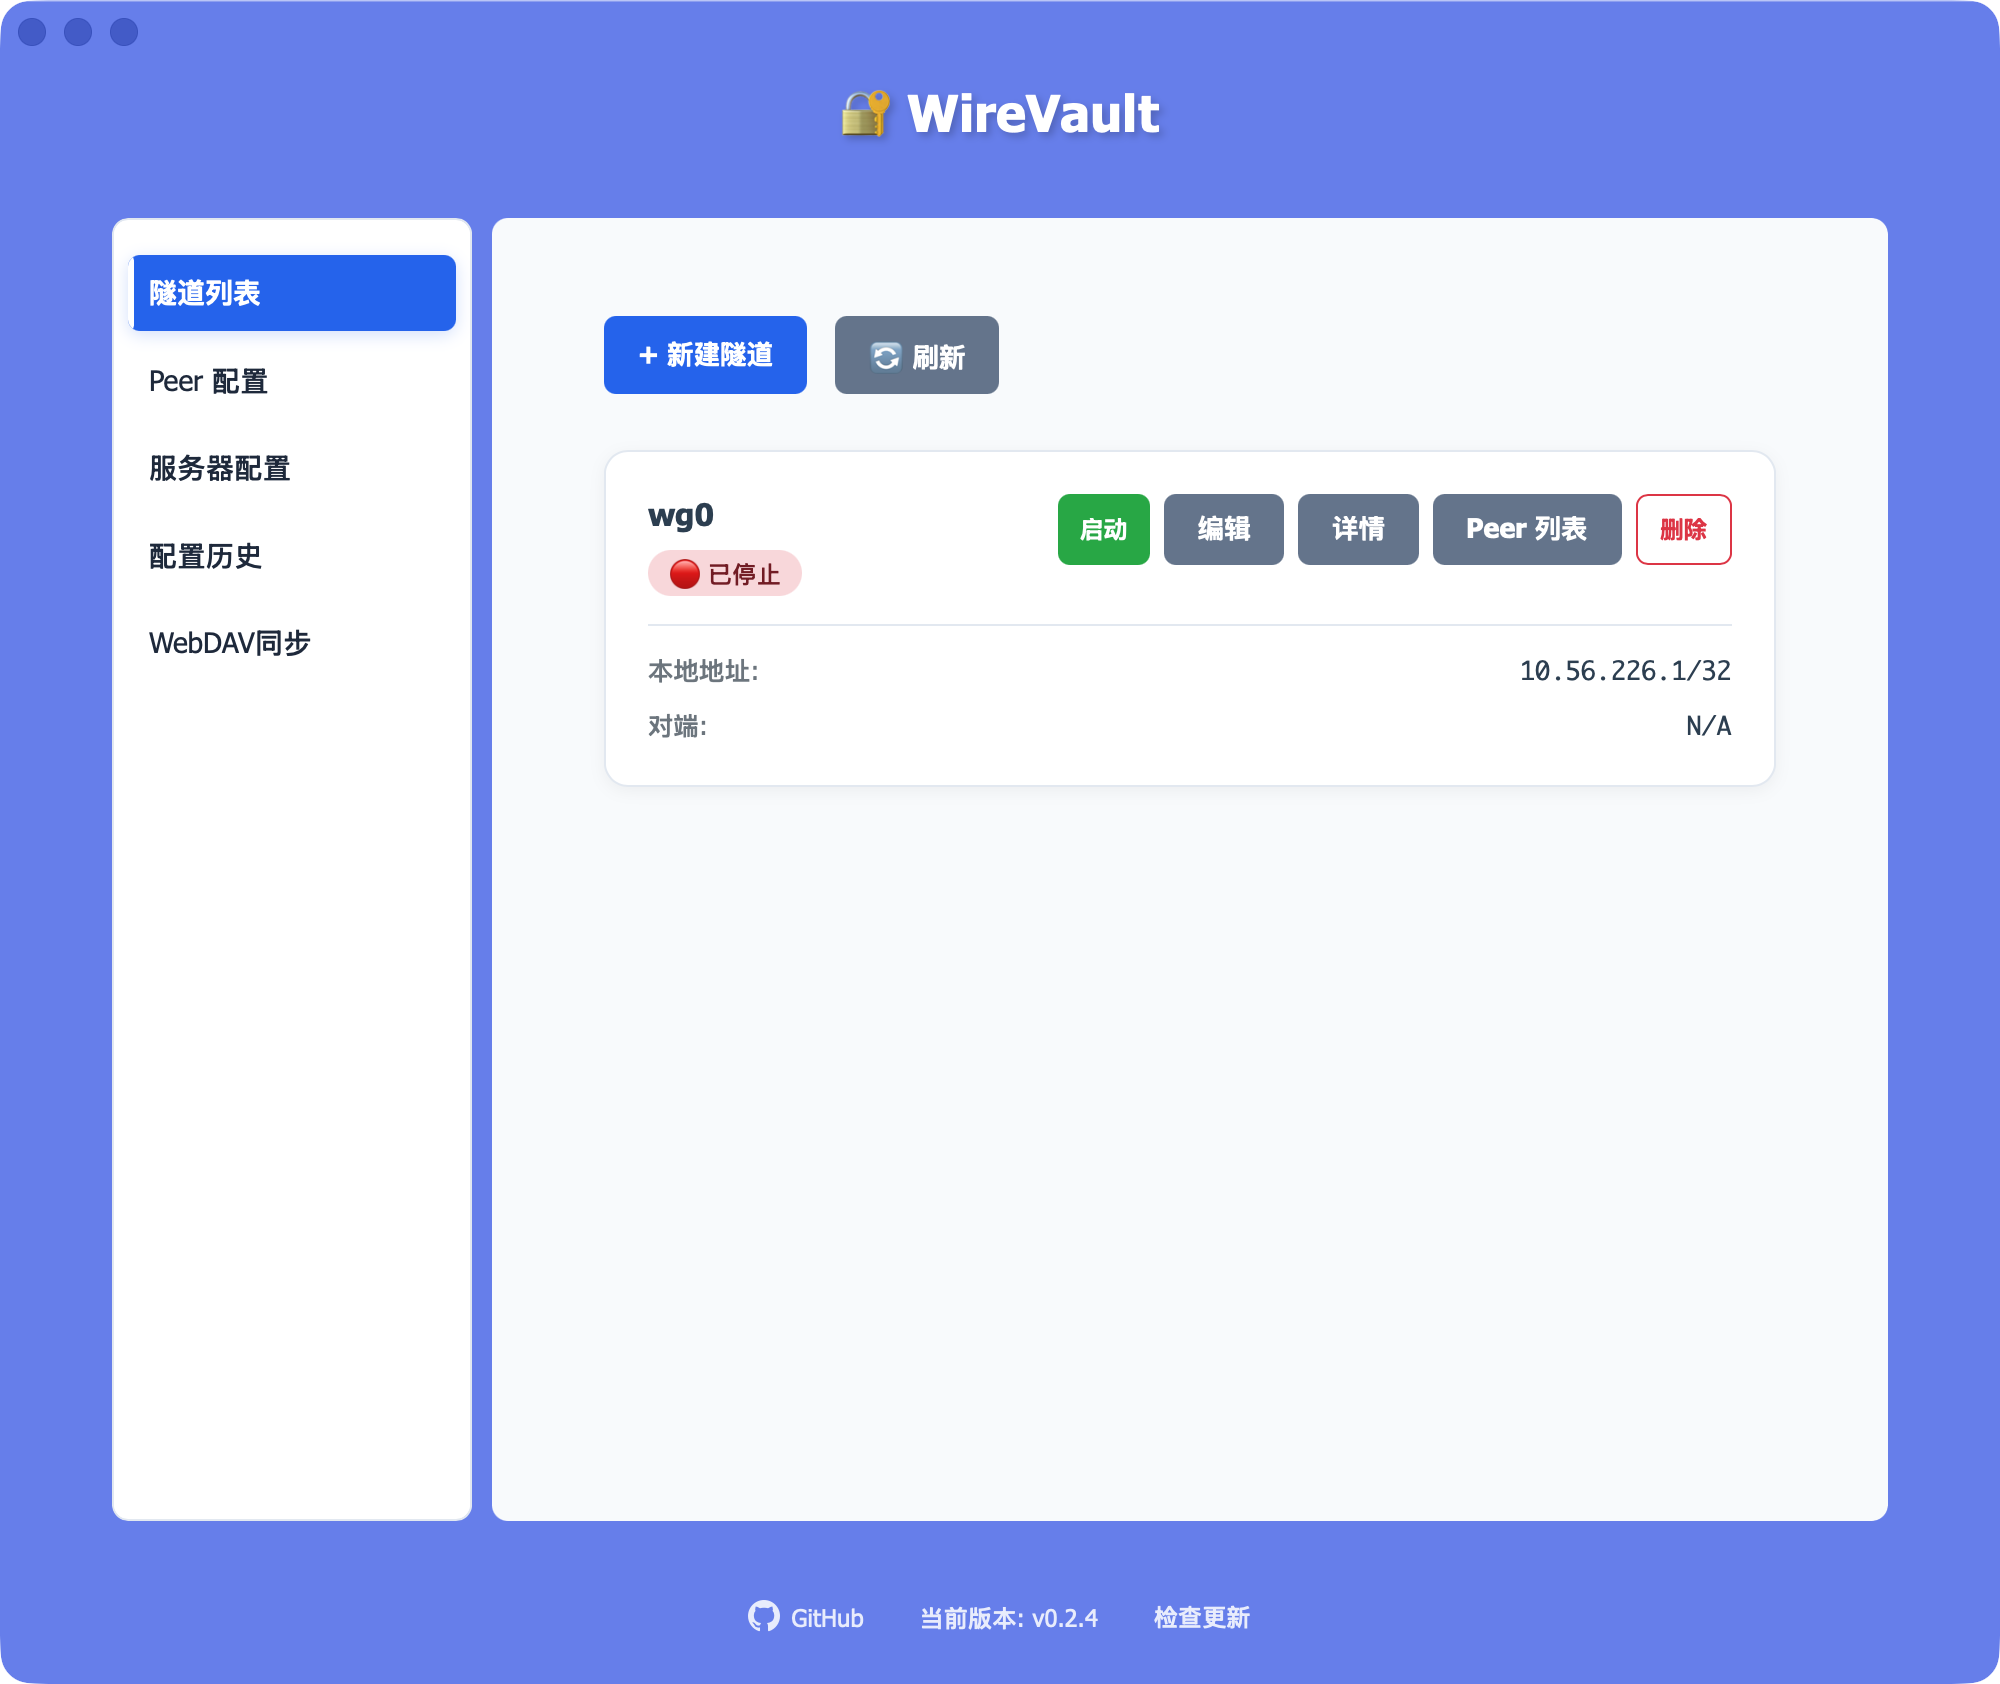 🔐 WireVault
隧道列表
Peer 配置
服务器配置
配置历史
WebDAV同步
+ 新建隧道
🔄 刷新
wg0
🔴 已停止
启动
编辑
详情
Peer 列表
删除
本地地址: 10.56.226.1/32
对端: N/A
GitHub 当前版本: v0.2.4 检查更新